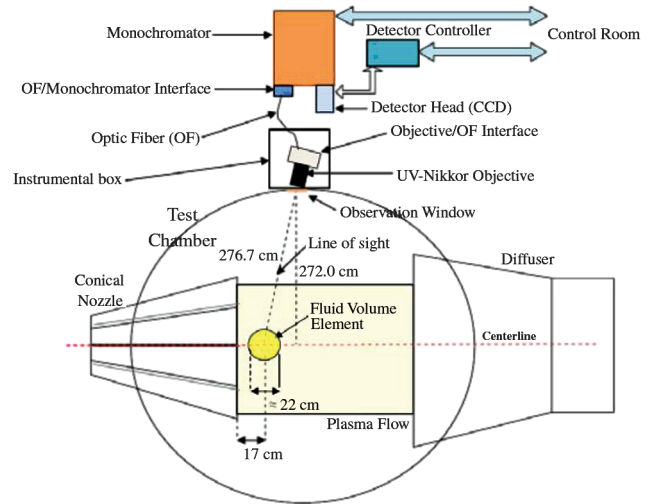 Monochromator
Detector Controller
Control Room
OF/Monochromator Interface
Detector Head (CCD)
Optic Fiber (OF)
Objective/OF Interface
Instrumental box
UV-Nikkor Objective
Observation Window
Test
Chamber
276.7 cm
Line of sight
272.0 cm
Diffuser
Conical
Nozzle
Fluid Volume
Element
Centerline
≈ 22 cm
Plasma Flow
17 cm